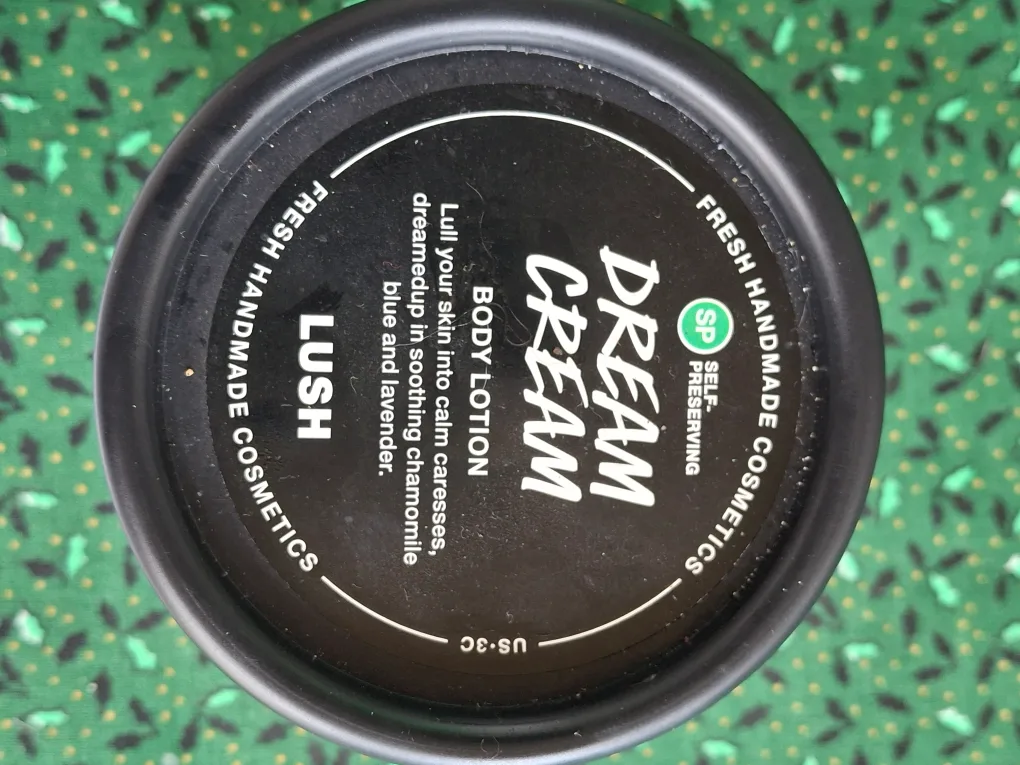 FRESH HANDMADE COSMETICS
SP
SELF-
PRESERVING
DREAM
CREAM
BODY LOTION
Lull your skin into calm caresses,
dreamedup in soothing chamomile
blue and lavender.
LUSH
FRESH HANDMADE COSMETICS
US•3C